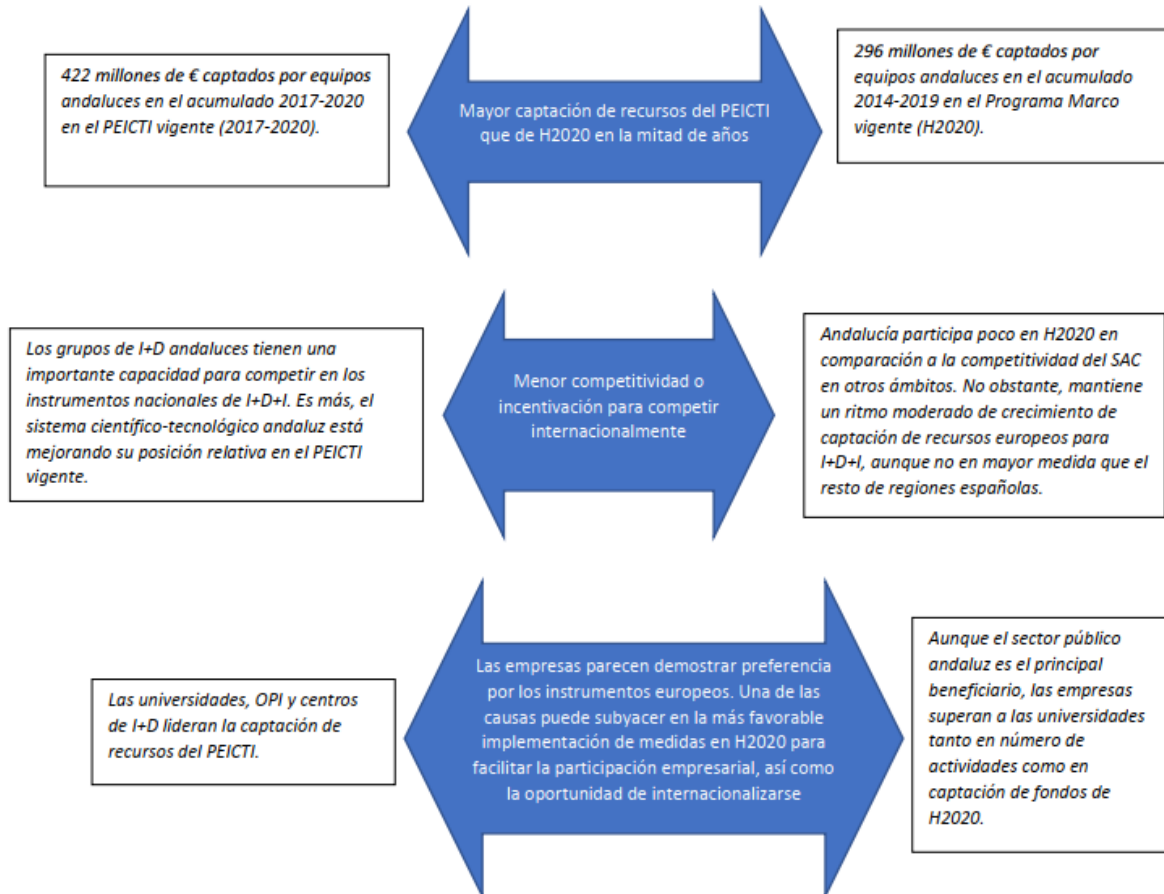 422 millones de € captados por equipos
andaluces en el acumulado 2017-2020
en el PEICTI vigente (2017-2020).
Mayor captación de recursos del PEICTI
que de H2020 en la mitad de años
296 millones de € captados por
equipos andaluces en el acumulado
2014-2019 en el Programa Marco
vigente (H2020).
Los grupos de I+D andaluces tienen una
importante capacidad para competir en los
instrumentos nacionales de I+D+I. Es más, el
sistema científico-tecnológico andaluz está
mejorando su posición relativa en el PEICTI
vigente.
Menor competitividad o
incentivación para competir
internacionalmente
Andalucía participa poco en H2020 en
comparación a la competitividad del SAC
en otros ámbitos. No obstante, mantiene
un ritmo moderado de crecimiento de
captación de recursos europeos para
I+D+I, aunque no en mayor medida que el
resto de regiones españolas.
Las universidades, OPI y centros
de I+D lideran la captación de
recursos del PEICTI.
Las empresas parecen demostrar preferencia
por los instrumentos europeos. Una de las
causas puede subyacer en la más favorable
implementación de medidas en H2020 para
facilitar la participación empresarial, así como
la oportunidad de internacionalizarse
Aunque el sector público
andaluz es el principal
beneficiario, las empresas
superan a las universidades
tanto en número de
actividades como en
captación de fondos de
H2020.